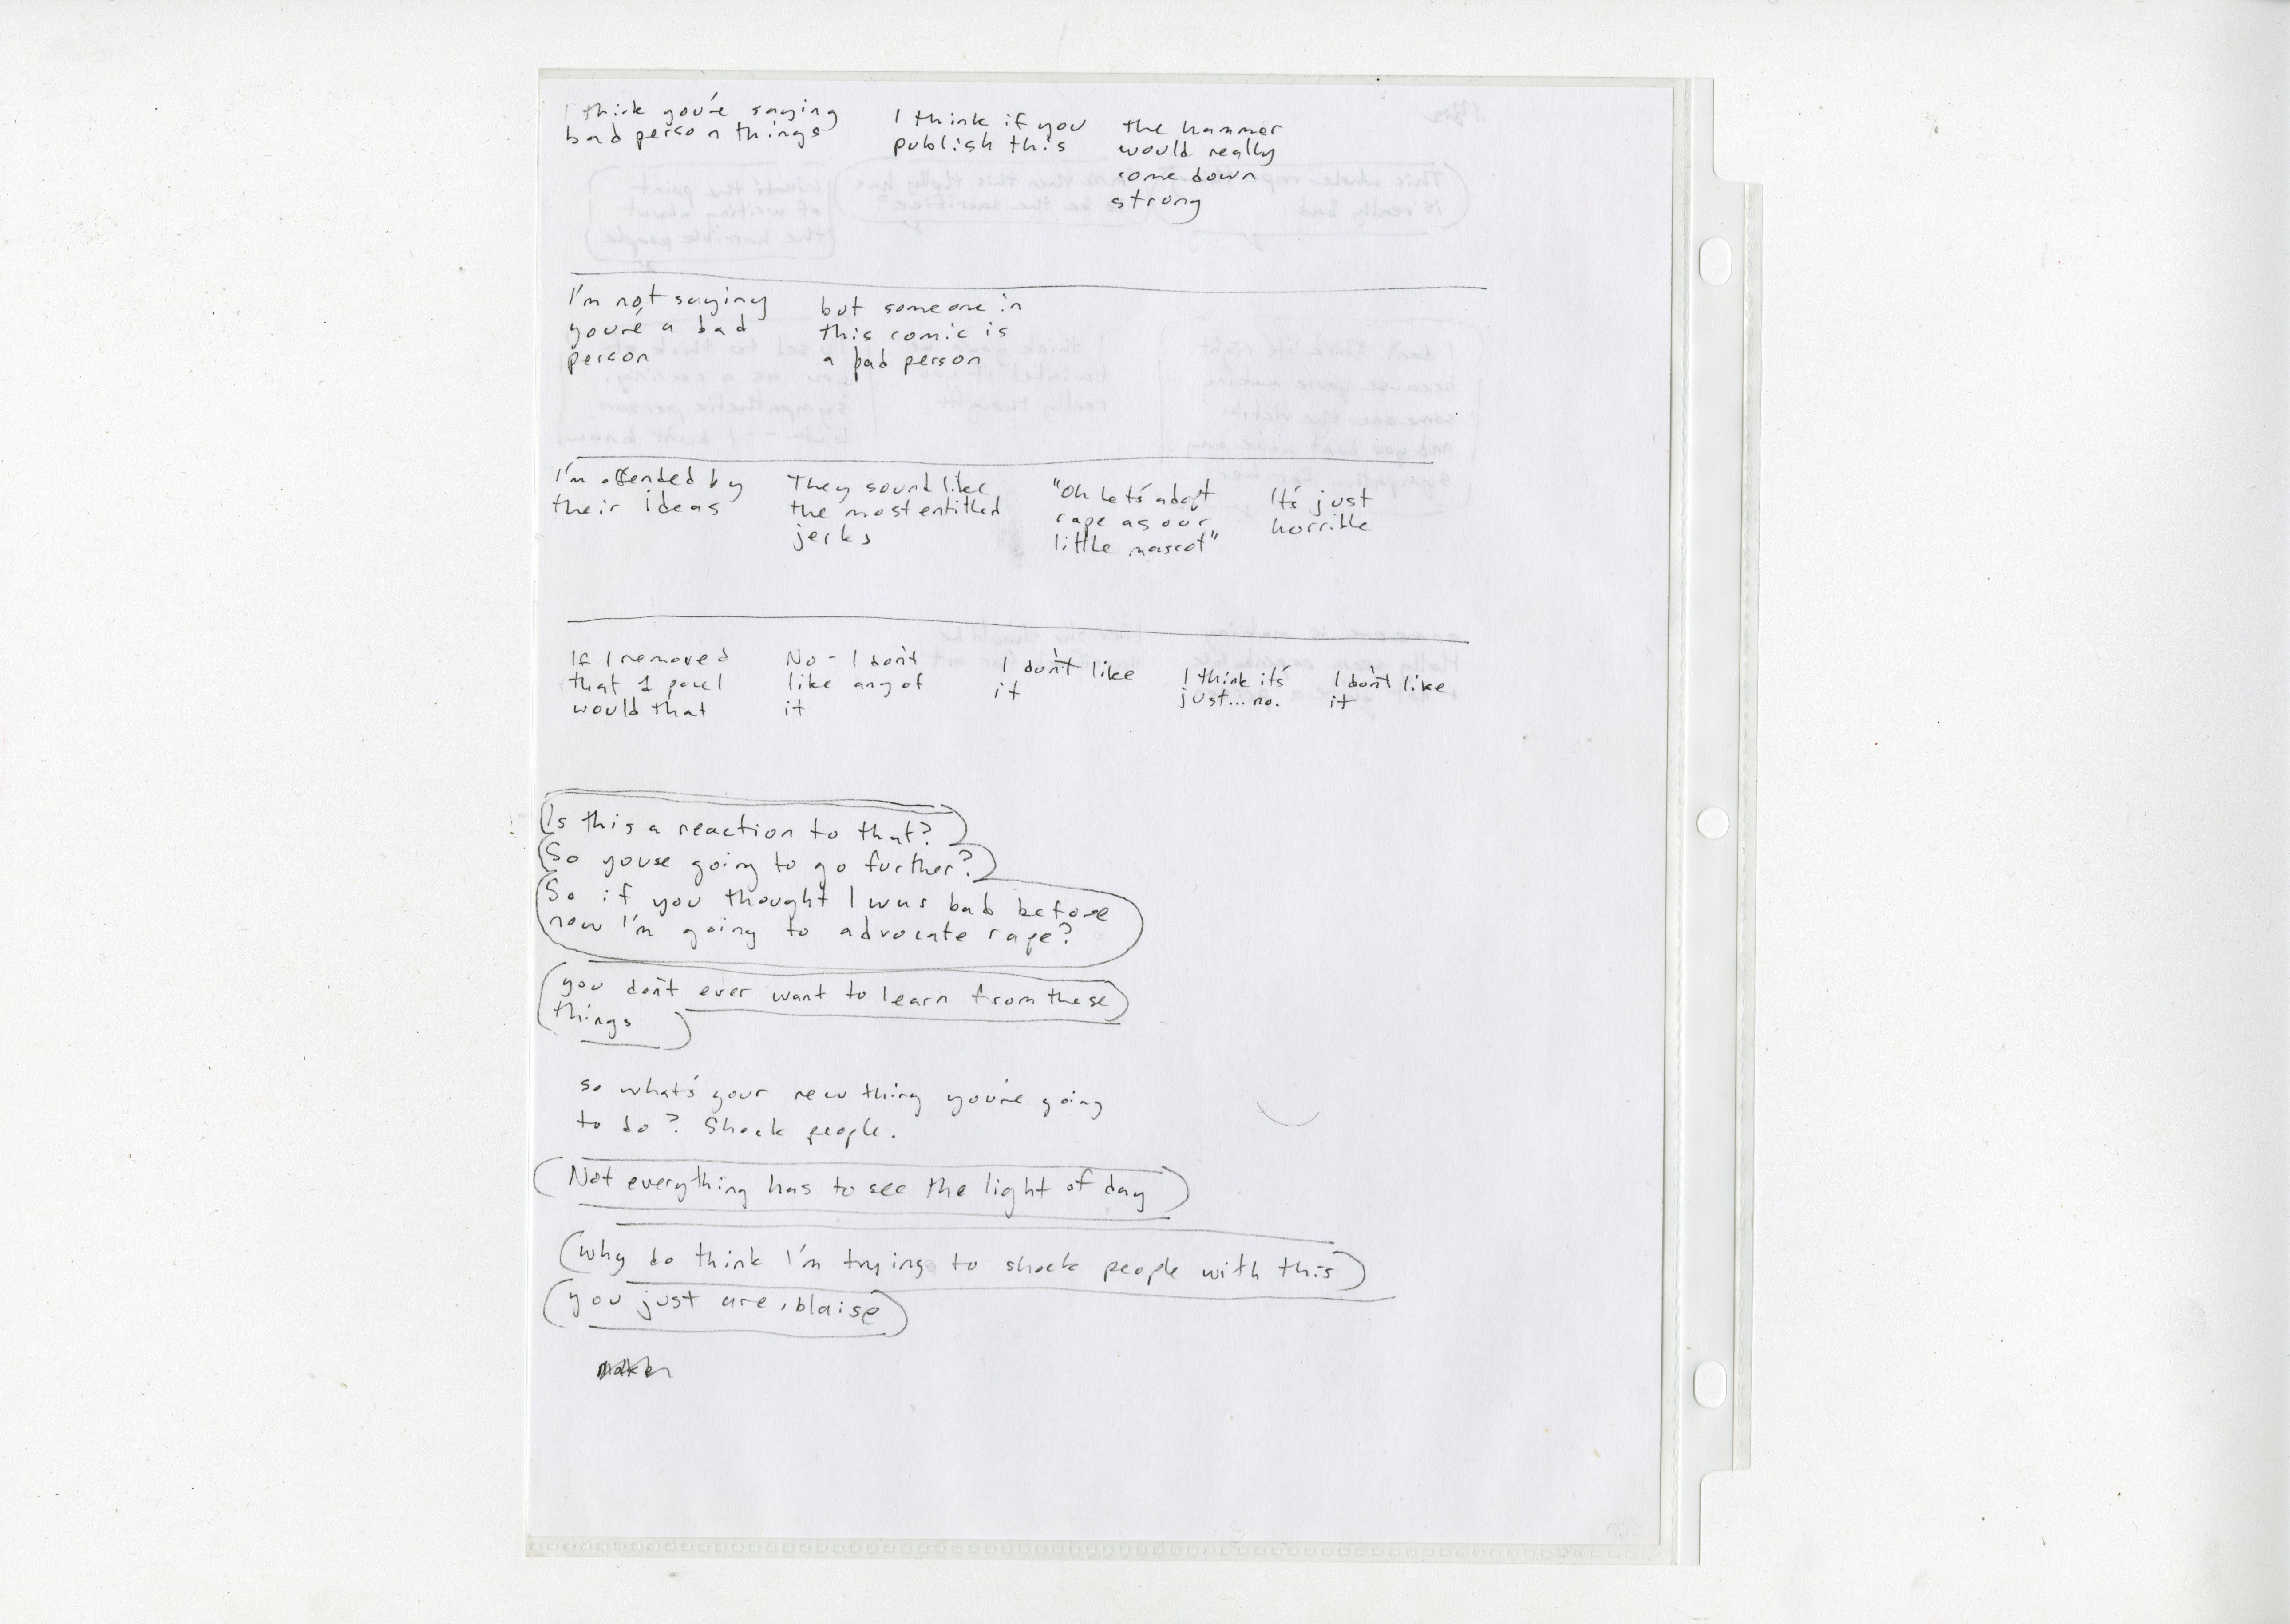 I think you're saying
bad person things
I think if you
publish this
the hammer
would really
come down
strong
I'm not saying
you're a bad
person
but someone in
this comic is
a bad person
I'm offended by
their ideas
They sound like
the most entitled
jerks
"Oh let's adopt
rape as our
little mascot"
It's just
horrible
If I removed
that 1 panel
would that
No - I don't
like any of
it
I don't like
it
I think it's
just... no.
I don't like
it
Is this a reaction to that?
So youse going to go further?
So if you thought I was bad before
now I'm going to advocate rape?
you don't ever want to learn from these
things
so what's your new thing you're going
to do? Shock people.
Not everything has to see the light of day
why do think I'm trying to shock people with this
you just are, blaise